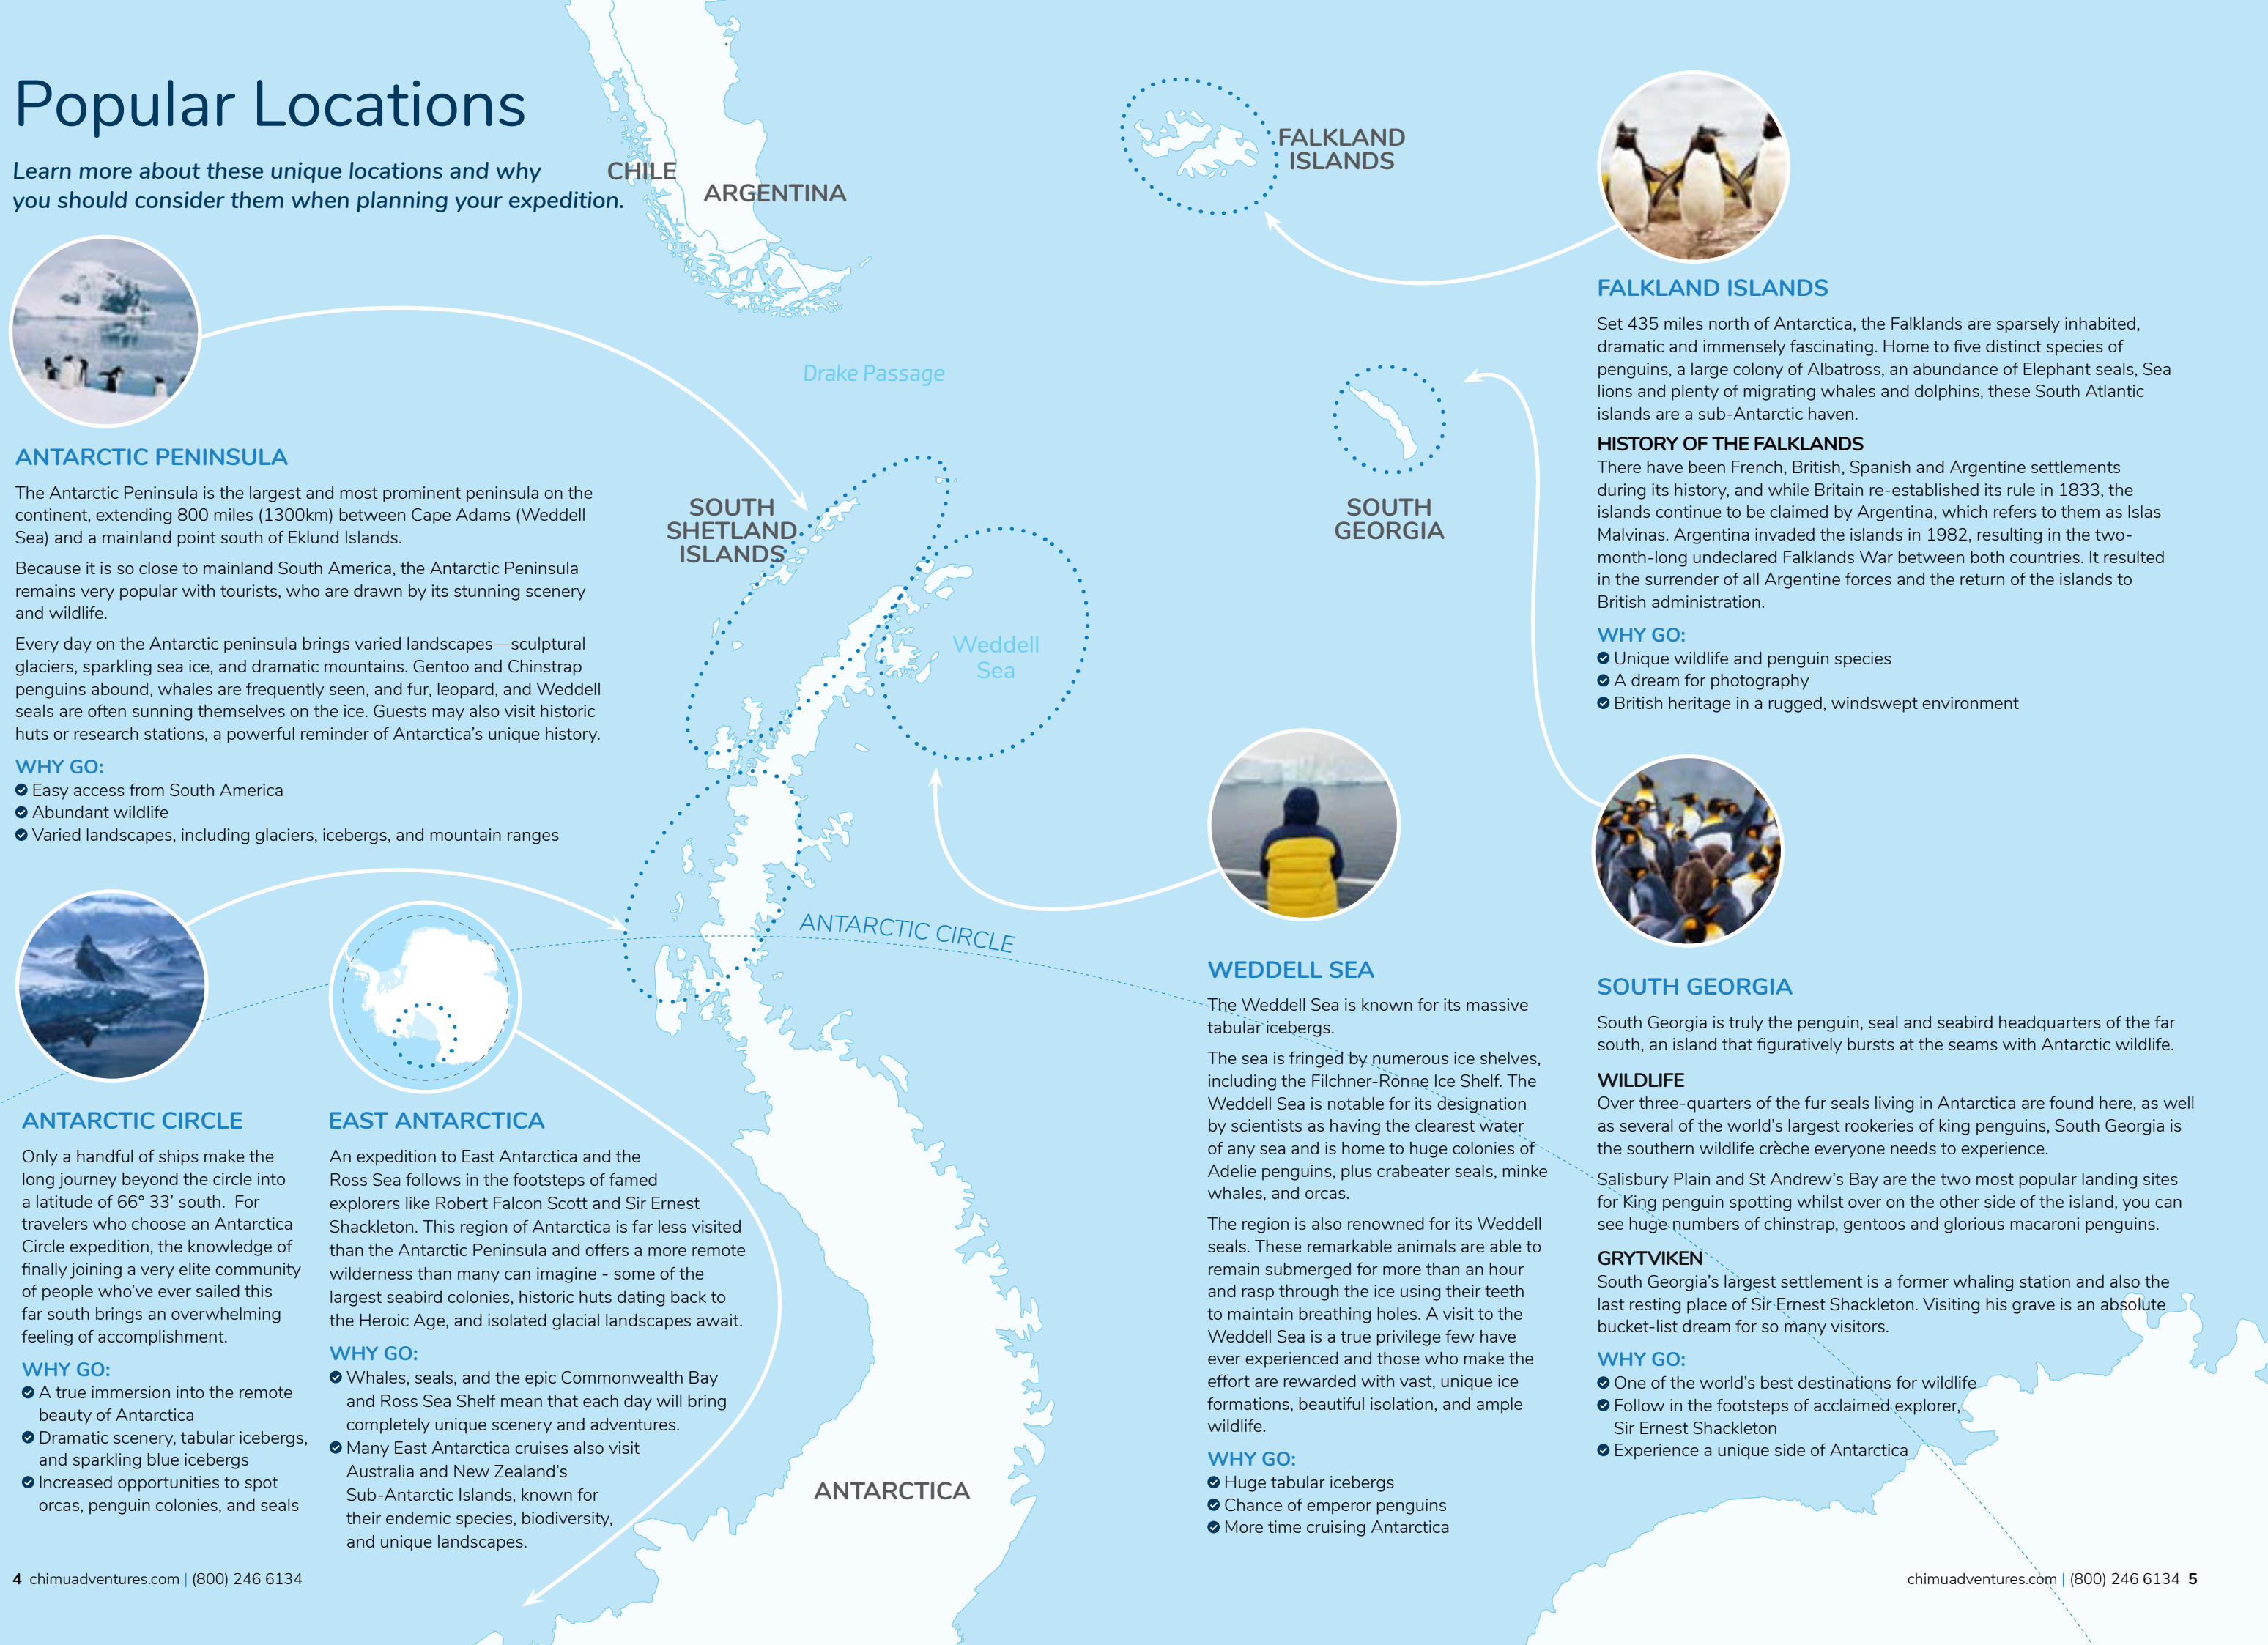 Popular Locations
Learn more about these unique locations and why
you should consider them when planning your expedition.
CHILE
ARGENTINA
FALKLAND
ISLANDS
Drake Passage
SOUTH
SHETLAND
ISLANDS
SOUTH
GEORGIA
Weddell
Sea
ANTARCTIC CIRCLE
ANTARCTICA
ANTARCTIC PENINSULA
The Antarctic Peninsula is the largest and most prominent peninsula on the
continent, extending 800 miles (1300km) between Cape Adams (Weddell
Sea) and a mainland point south of Eklund Islands.
Because it is so close to mainland South America, the Antarctic Peninsula
remains very popular with tourists, who are drawn by its stunning scenery
and wildlife.
Every day on the Antarctic peninsula brings varied landscapes—sculptural
glaciers, sparkling sea ice, and dramatic mountains. Gentoo and Chinstrap
penguins abound, whales are frequently seen, and fur, leopard, and Weddell
seals are often sunning themselves on the ice. Guests may also visit historic
huts or research stations, a powerful reminder of Antarctica's unique history.
WHY GO:
Easy access from South America
Abundant wildlife
Varied landscapes, including glaciers, icebergs, and mountain ranges
ANTARCTIC CIRCLE
Only a handful of ships make the
long journey beyond the circle into
a latitude of 66° 33' south.  For
travelers who choose an Antarctica
Circle expedition, the knowledge of
finally joining a very elite community
of people who've ever sailed this
far south brings an overwhelming
feeling of accomplishment.
WHY GO:
A true immersion into the remote
beauty of Antarctica
Dramatic scenery, tabular icebergs,
and sparkling blue icebergs
Increased opportunities to spot
orcas, penguin colonies, and seals
EAST ANTARCTICA
An expedition to East Antarctica and the
Ross Sea follows in the footsteps of famed
explorers like Robert Falcon Scott and Sir Ernest
Shackleton. This region of Antarctica is far less visited
than the Antarctic Peninsula and offers a more remote
wilderness than many can imagine - some of the
largest seabird colonies, historic huts dating back to
the Heroic Age, and isolated glacial landscapes await.
WHY GO:
Whales, seals, and the epic Commonwealth Bay
and Ross Sea Shelf mean that each day will bring
completely unique scenery and adventures.
Many East Antarctica cruises also visit
Australia and New Zealand's
Sub-Antarctic Islands, known for
their endemic species, biodiversity,
and unique landscapes.
WEDDELL SEA
The Weddell Sea is known for its massive
tabular icebergs.
The sea is fringed by numerous ice shelves,
including the Filchner-Ronne Ice Shelf. The
Weddell Sea is notable for its designation
by scientists as having the clearest water
of any sea and is home to huge colonies of
Adelie penguins, plus crabeater seals, minke
whales, and orcas.
The region is also renowned for its Weddell
seals. These remarkable animals are able to
remain submerged for more than an hour
and rasp through the ice using their teeth
to maintain breathing holes. A visit to the
Weddell Sea is a true privilege few have
ever experienced and those who make the
effort are rewarded with vast, unique ice
formations, beautiful isolation, and ample
wildlife.
WHY GO:
Huge tabular icebergs
Chance of emperor penguins
More time cruising Antarctica
FALKLAND ISLANDS
Set 435 miles north of Antarctica, the Falklands are sparsely inhabited,
dramatic and immensely fascinating. Home to five distinct species of
penguins, a large colony of Albatross, an abundance of Elephant seals, Sea
lions and plenty of migrating whales and dolphins, these South Atlantic
islands are a sub-Antarctic haven.
HISTORY OF THE FALKLANDS
There have been French, British, Spanish and Argentine settlements
during its history, and while Britain re-established its rule in 1833, the
islands continue to be claimed by Argentina, which refers to them as Islas
Malvinas. Argentina invaded the islands in 1982, resulting in the two-
month-long undeclared Falklands War between both countries. It resulted
in the surrender of all Argentine forces and the return of the islands to
British administration.
WHY GO:
Unique wildlife and penguin species
A dream for photography
British heritage in a rugged, windswept environment
SOUTH GEORGIA
South Georgia is truly the penguin, seal and seabird headquarters of the far
south, an island that figuratively bursts at the seams with Antarctic wildlife.
WILDLIFE
Over three-quarters of the fur seals living in Antarctica are found here, as well
as several of the world's largest rookeries of king penguins, South Georgia is
the southern wildlife crèche everyone needs to experience.
Salisbury Plain and St Andrew's Bay are the two most popular landing sites
for King penguin spotting whilst over on the other side of the island, you can
see huge numbers of chinstrap, gentoos and glorious macaroni penguins.
GRYTVIKEN
South Georgia's largest settlement is a former whaling station and also the
last resting place of Sir Ernest Shackleton. Visiting his grave is an absolute
bucket-list dream for so many visitors.
WHY GO:
One of the world's best destinations for wildlife
Follow in the footsteps of acclaimed explorer,
Sir Ernest Shackleton
Experience a unique side of Antarctica
4 chimuadventures.com | (800) 246 6134
chimuadventures.com | (800) 246 6134 5